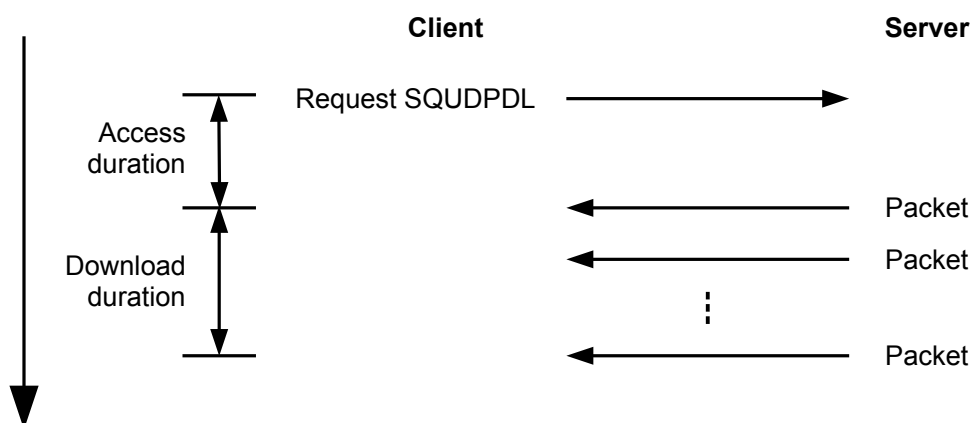 Client
Server
Request SQUDPDL
Access
duration
Packet
Packet
Download
duration
Packet